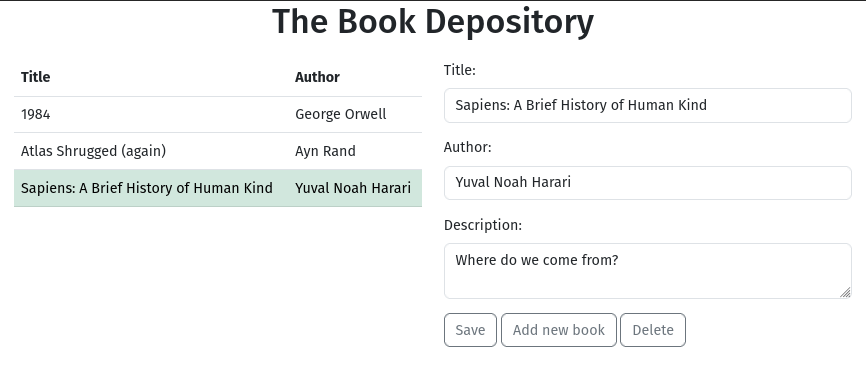 The Book Depository
Title Author
1984 George Orwell
Atlas Shrugged (again) Ayn Rand
Sapiens: A Brief History of Human Kind Yuval Noah Harari
Title:
Sapiens: A Brief History of Human Kind
Author:
Yuval Noah Harari
Description:
Where do we come from?
Save Add new book Delete